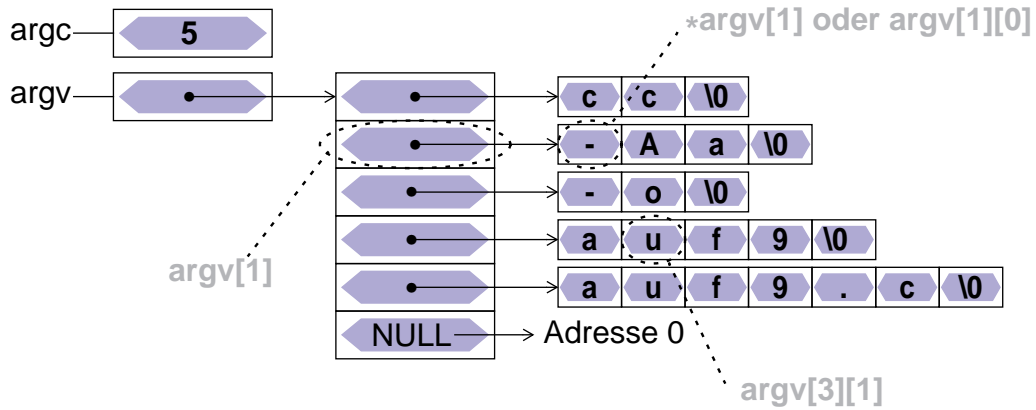 *argv[1] oder argv[1][0]
argc 5
argv
c c \0
- A a \0
- o \0
a u f 9 \0
argv[1]
a u f 9 . c \0
NULL Adresse 0
argv[3][1]